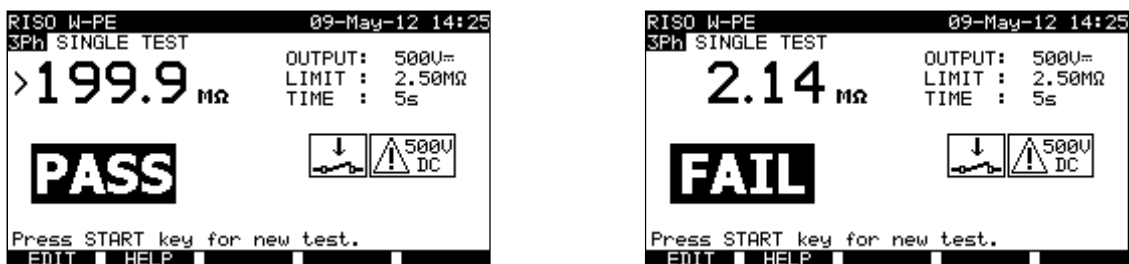 RISO W-PE 09-May-12 14:25
3Ph SINGLE TEST
>199.9 MΩ
OUTPUT: 500V⎓
LIMIT : 2.50MΩ
TIME : 5s
PASS
500V
DC
Press START key for new test.
EDIT HELP
RISO W-PE 09-May-12 14:25
3Ph SINGLE TEST
2.14 MΩ
OUTPUT: 500V⎓
LIMIT : 2.50MΩ
TIME : 5s
FAIL
500V
DC
Press START key for new test.
EDIT HELP